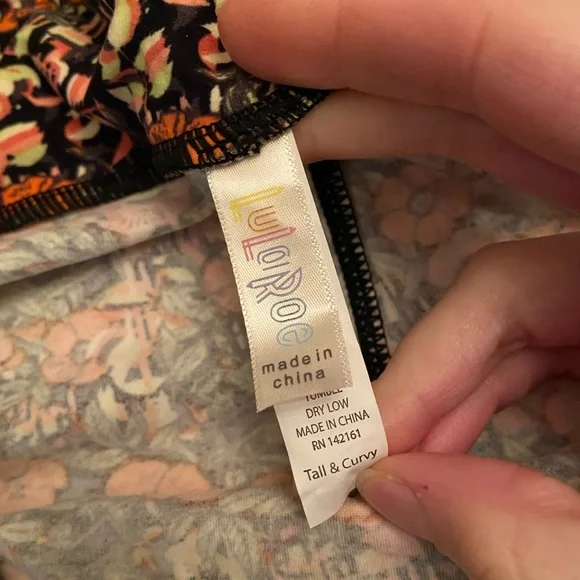 LuLaRoe
made in
china
TUMBLE
DRY LOW
MADE IN CHINA
RN 142161
Tall & Curvy